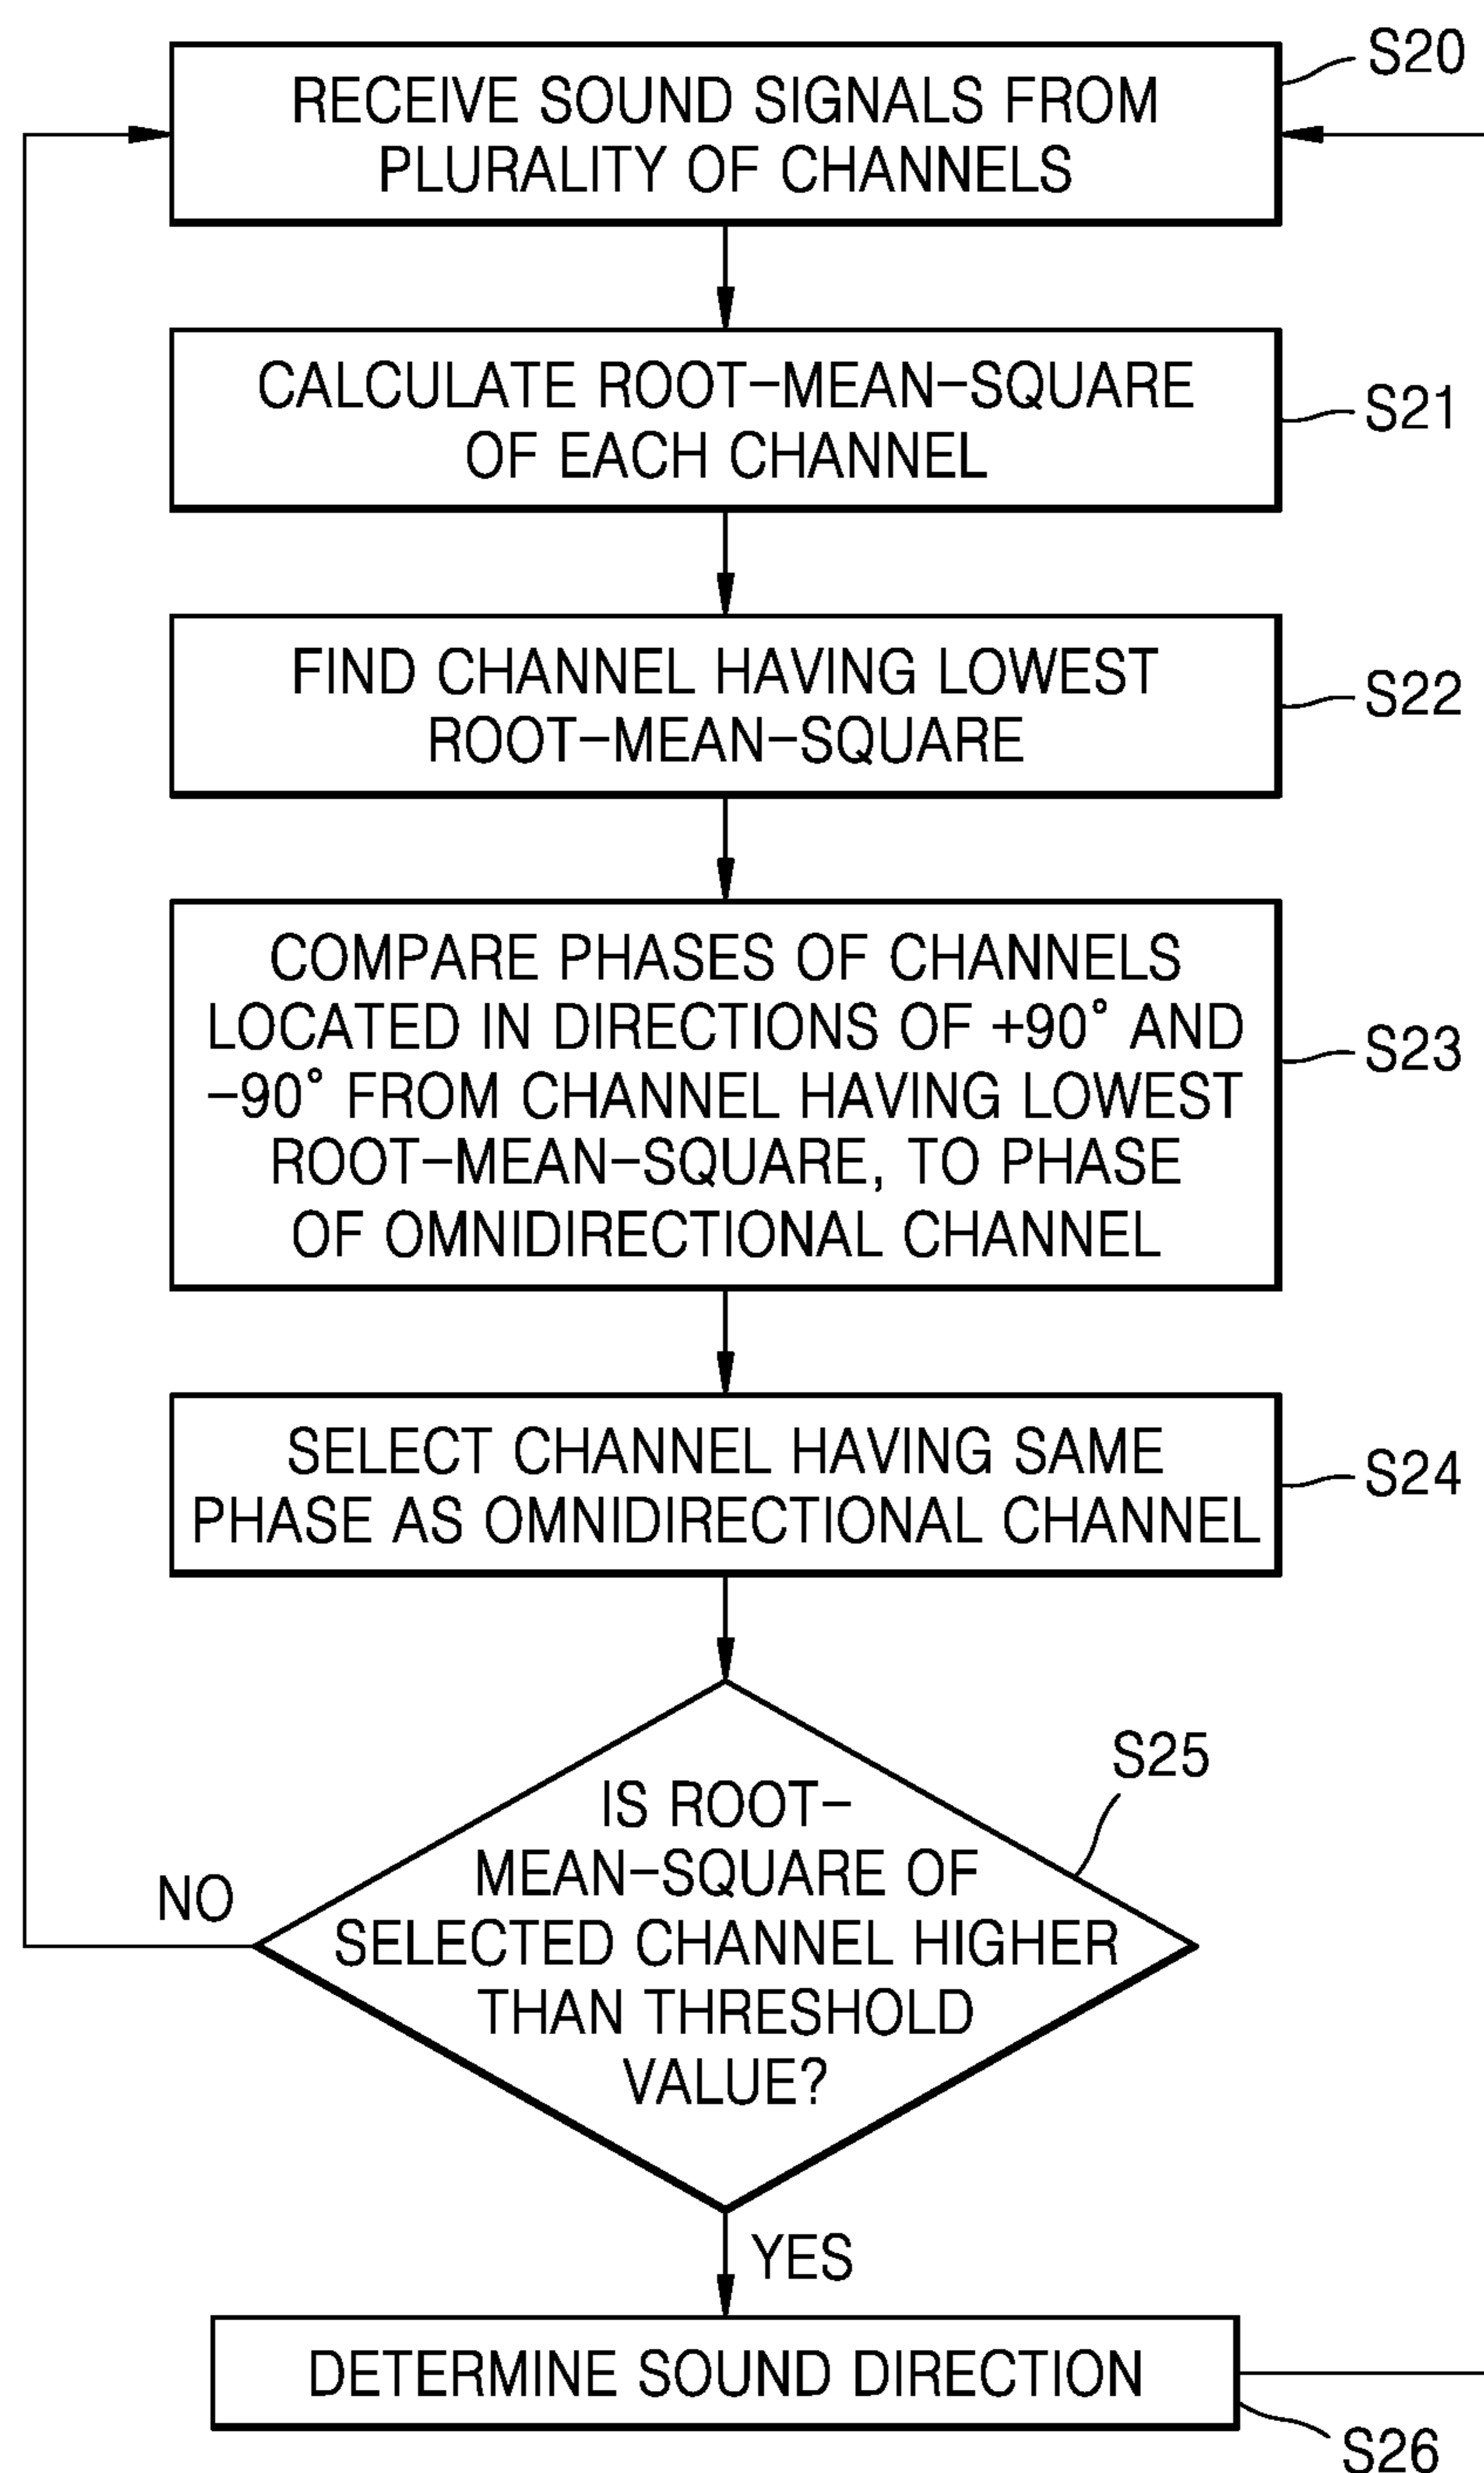 S20
RECEIVE SOUND SIGNALS FROM
PLURALITY OF CHANNELS
CALCULATE ROOT-MEAN-SQUARE
OF EACH CHANNEL
S21
FIND CHANNEL HAVING LOWEST
ROOT-MEAN-SQUARE
S22
COMPARE PHASES OF CHANNELS
LOCATED IN DIRECTIONS OF +90° AND
-90° FROM CHANNEL HAVING LOWEST
ROOT-MEAN-SQUARE, TO PHASE
OF OMNIDIRECTIONAL CHANNEL
S23
SELECT CHANNEL HAVING SAME
PHASE AS OMNIDIRECTIONAL CHANNEL
S24
S25
IS ROOT-
MEAN-SQUARE OF
SELECTED CHANNEL HIGHER
THAN THRESHOLD
VALUE?
NO
YES
DETERMINE SOUND DIRECTION
S26